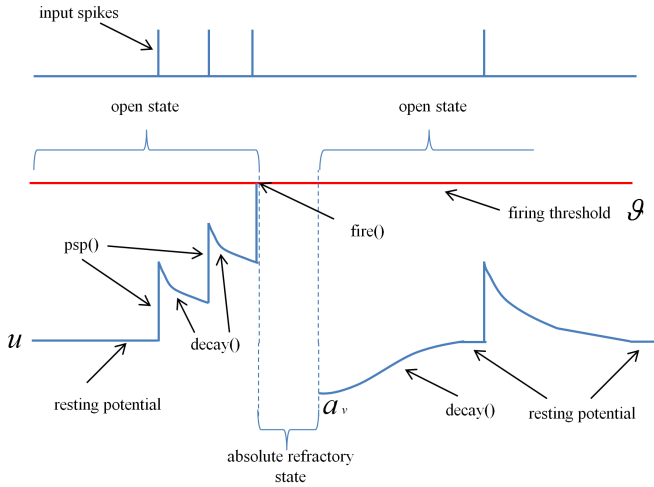 input spikes
open state
open state
firing threshold ϑ
fire()
psp()
decay()
u
resting potential
a v
decay()
resting potential
absolute refractory
state